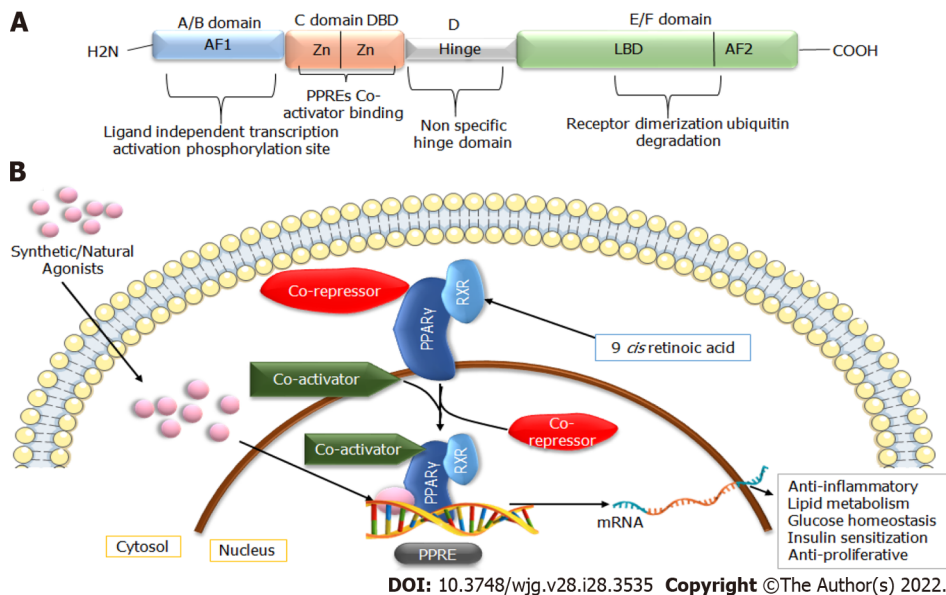 A
A/B domain
C domain DBD
D
E/F domain
H2N
AF1
Zn
Zn
Hinge
LBD
AF2
COOH
Ligand independent transcription
activation phosphorylation site
PPREs Co-
activator binding
Non specific
hinge domain
Receptor dimerization ubiquitin
degradation
B
Synthetic/Natural
Agonists
Co-repressor
PPARγ
RXR
9 cis retinoic acid
Co-activator
Co-
repressor
Co-activator
PPARγ
RXR
mRNA
PPRE
Cytosol
Nucleus
Anti-inflammatory
Lipid metabolism
Glucose homeostasis
Insulin sensitization
Anti-proliferative
DOI: 10.3748/wjg.v28.i28.3535 Copyright ©The Author(s) 2022.